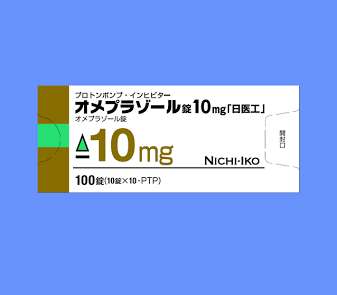 プロトンポンプ・インヒビター
オメプラゾール錠10mg「日医工」
オメプラゾール錠
10mg
NICHI-IKO
100錠(10錠×10・PTP)
開封口